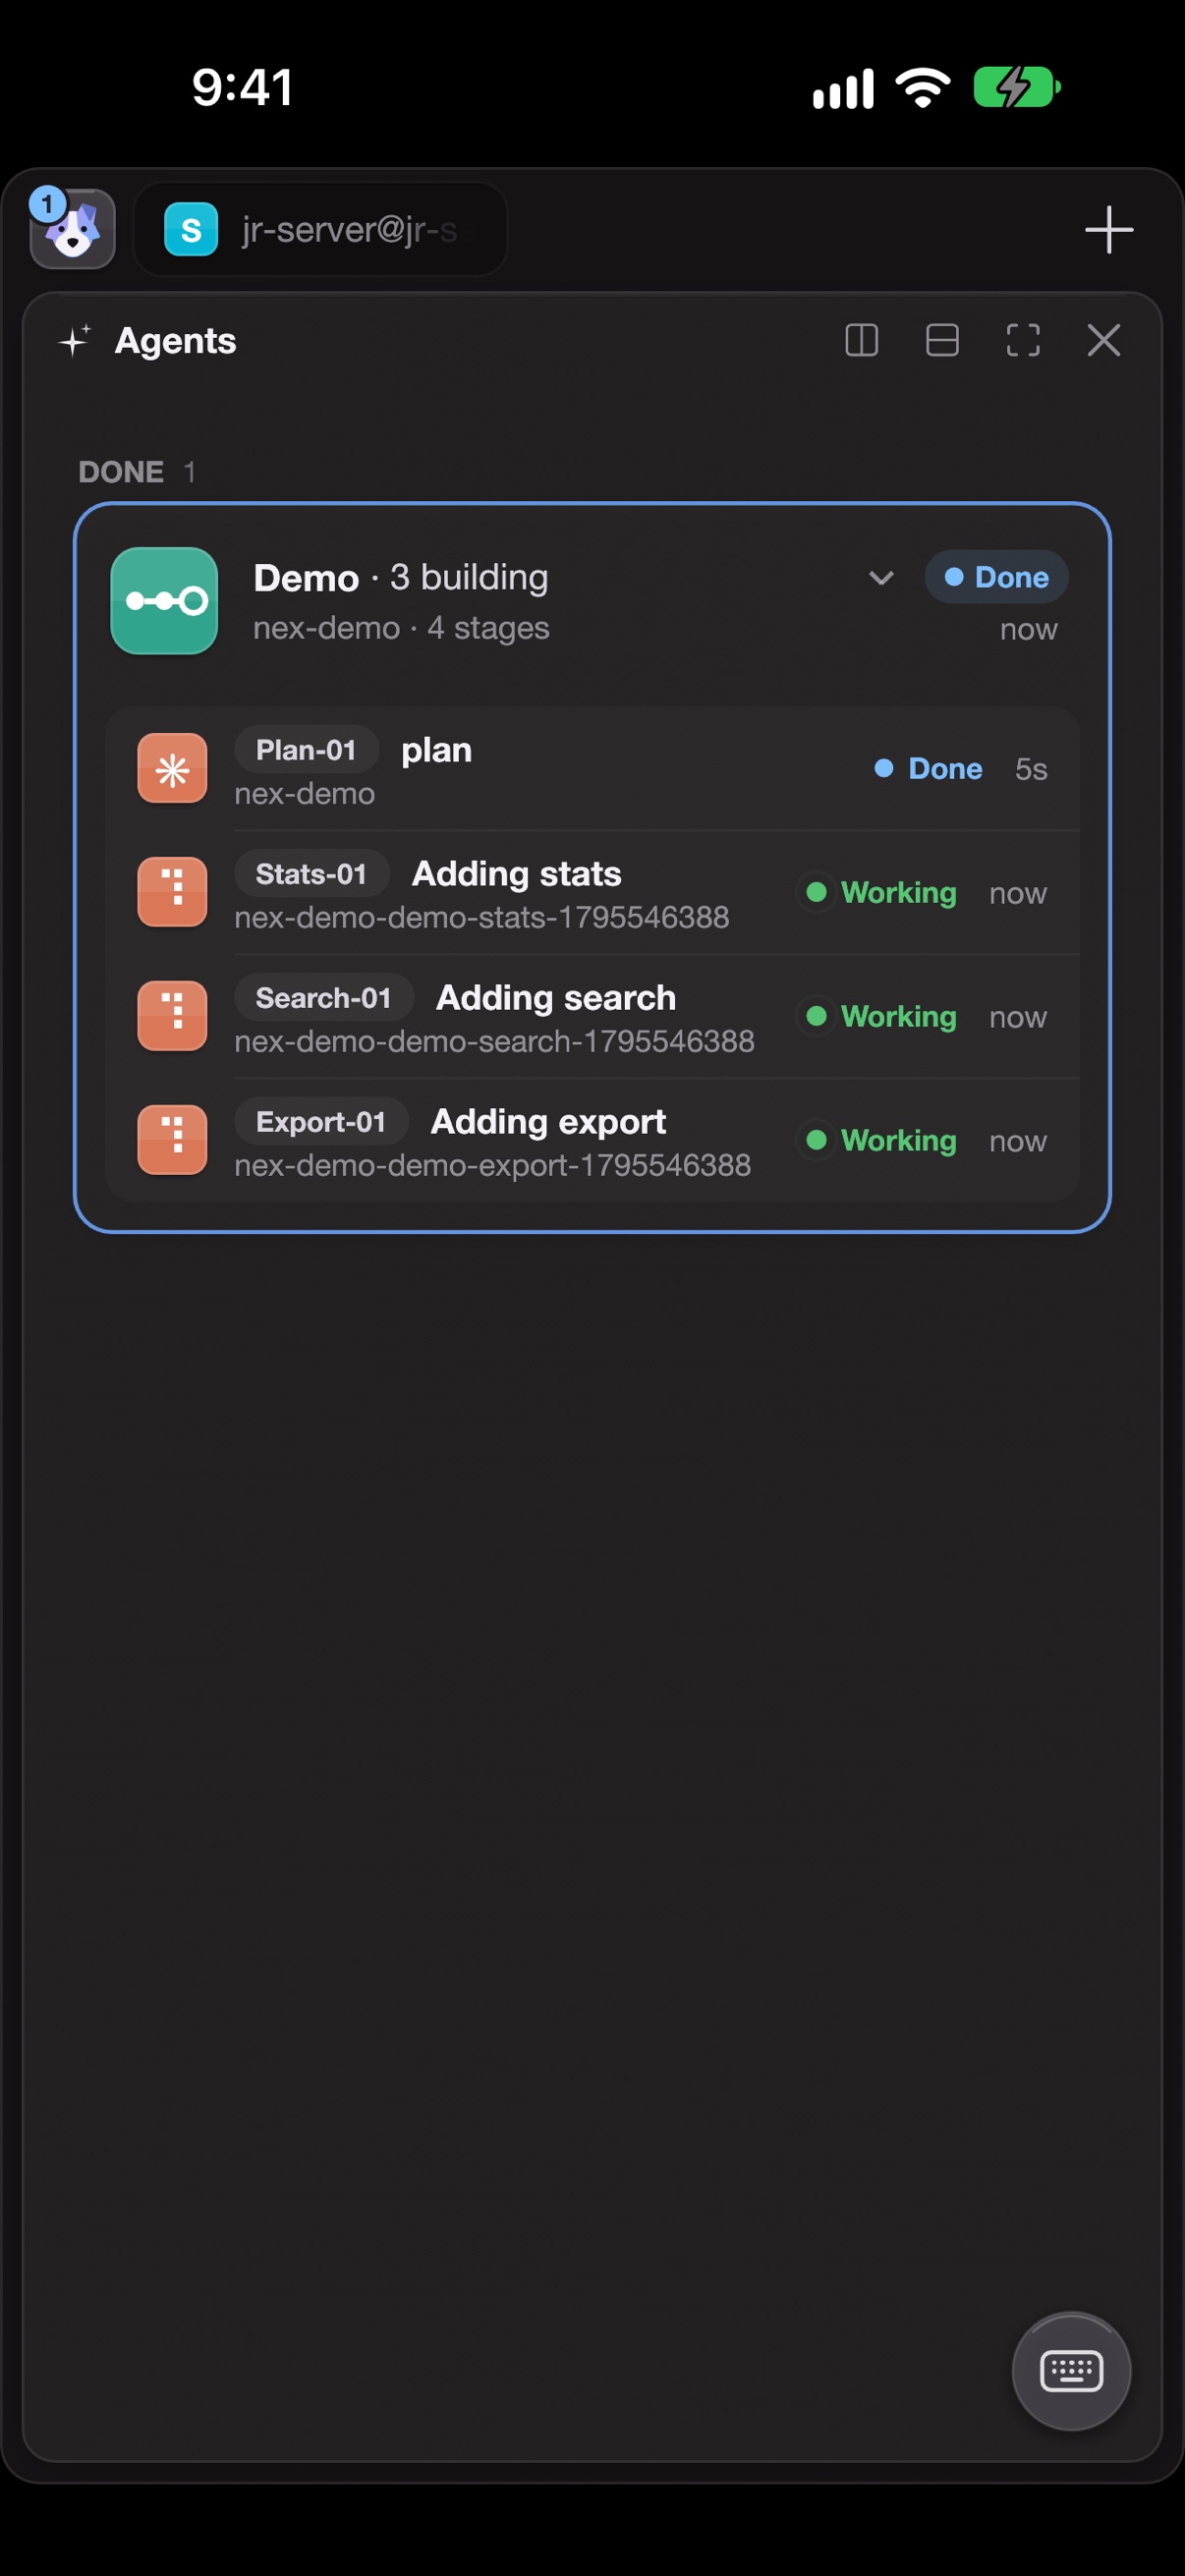 9:41
1
S jr-server@jr-s
Agents
DONE 1
Demo · 3 building
Done
nex-demo · 4 stages
now
Plan-01 plan
Done 5s
nex-demo
Stats-01 Adding stats
Working now
nex-demo-demo-stats-1795546388
Search-01 Adding search
Working now
nex-demo-demo-search-1795546388
Export-01 Adding export
Working now
nex-demo-demo-export-1795546388